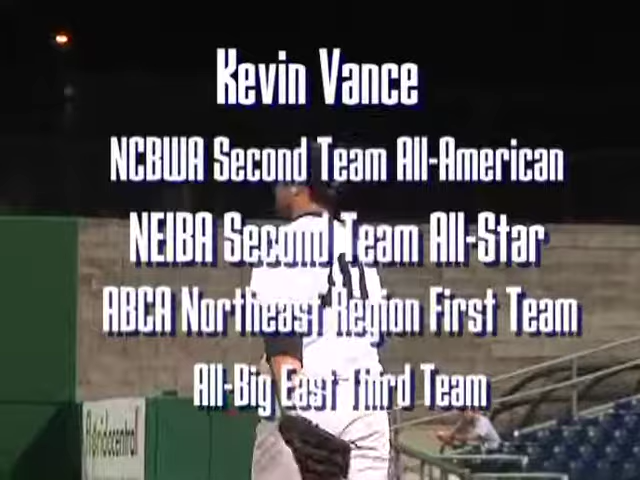 Kevin Vance
NCBWA Second Team All-American
NEIBA Second Team All-Star
ABCA Northeast Region First Team
All-Big East Third Team